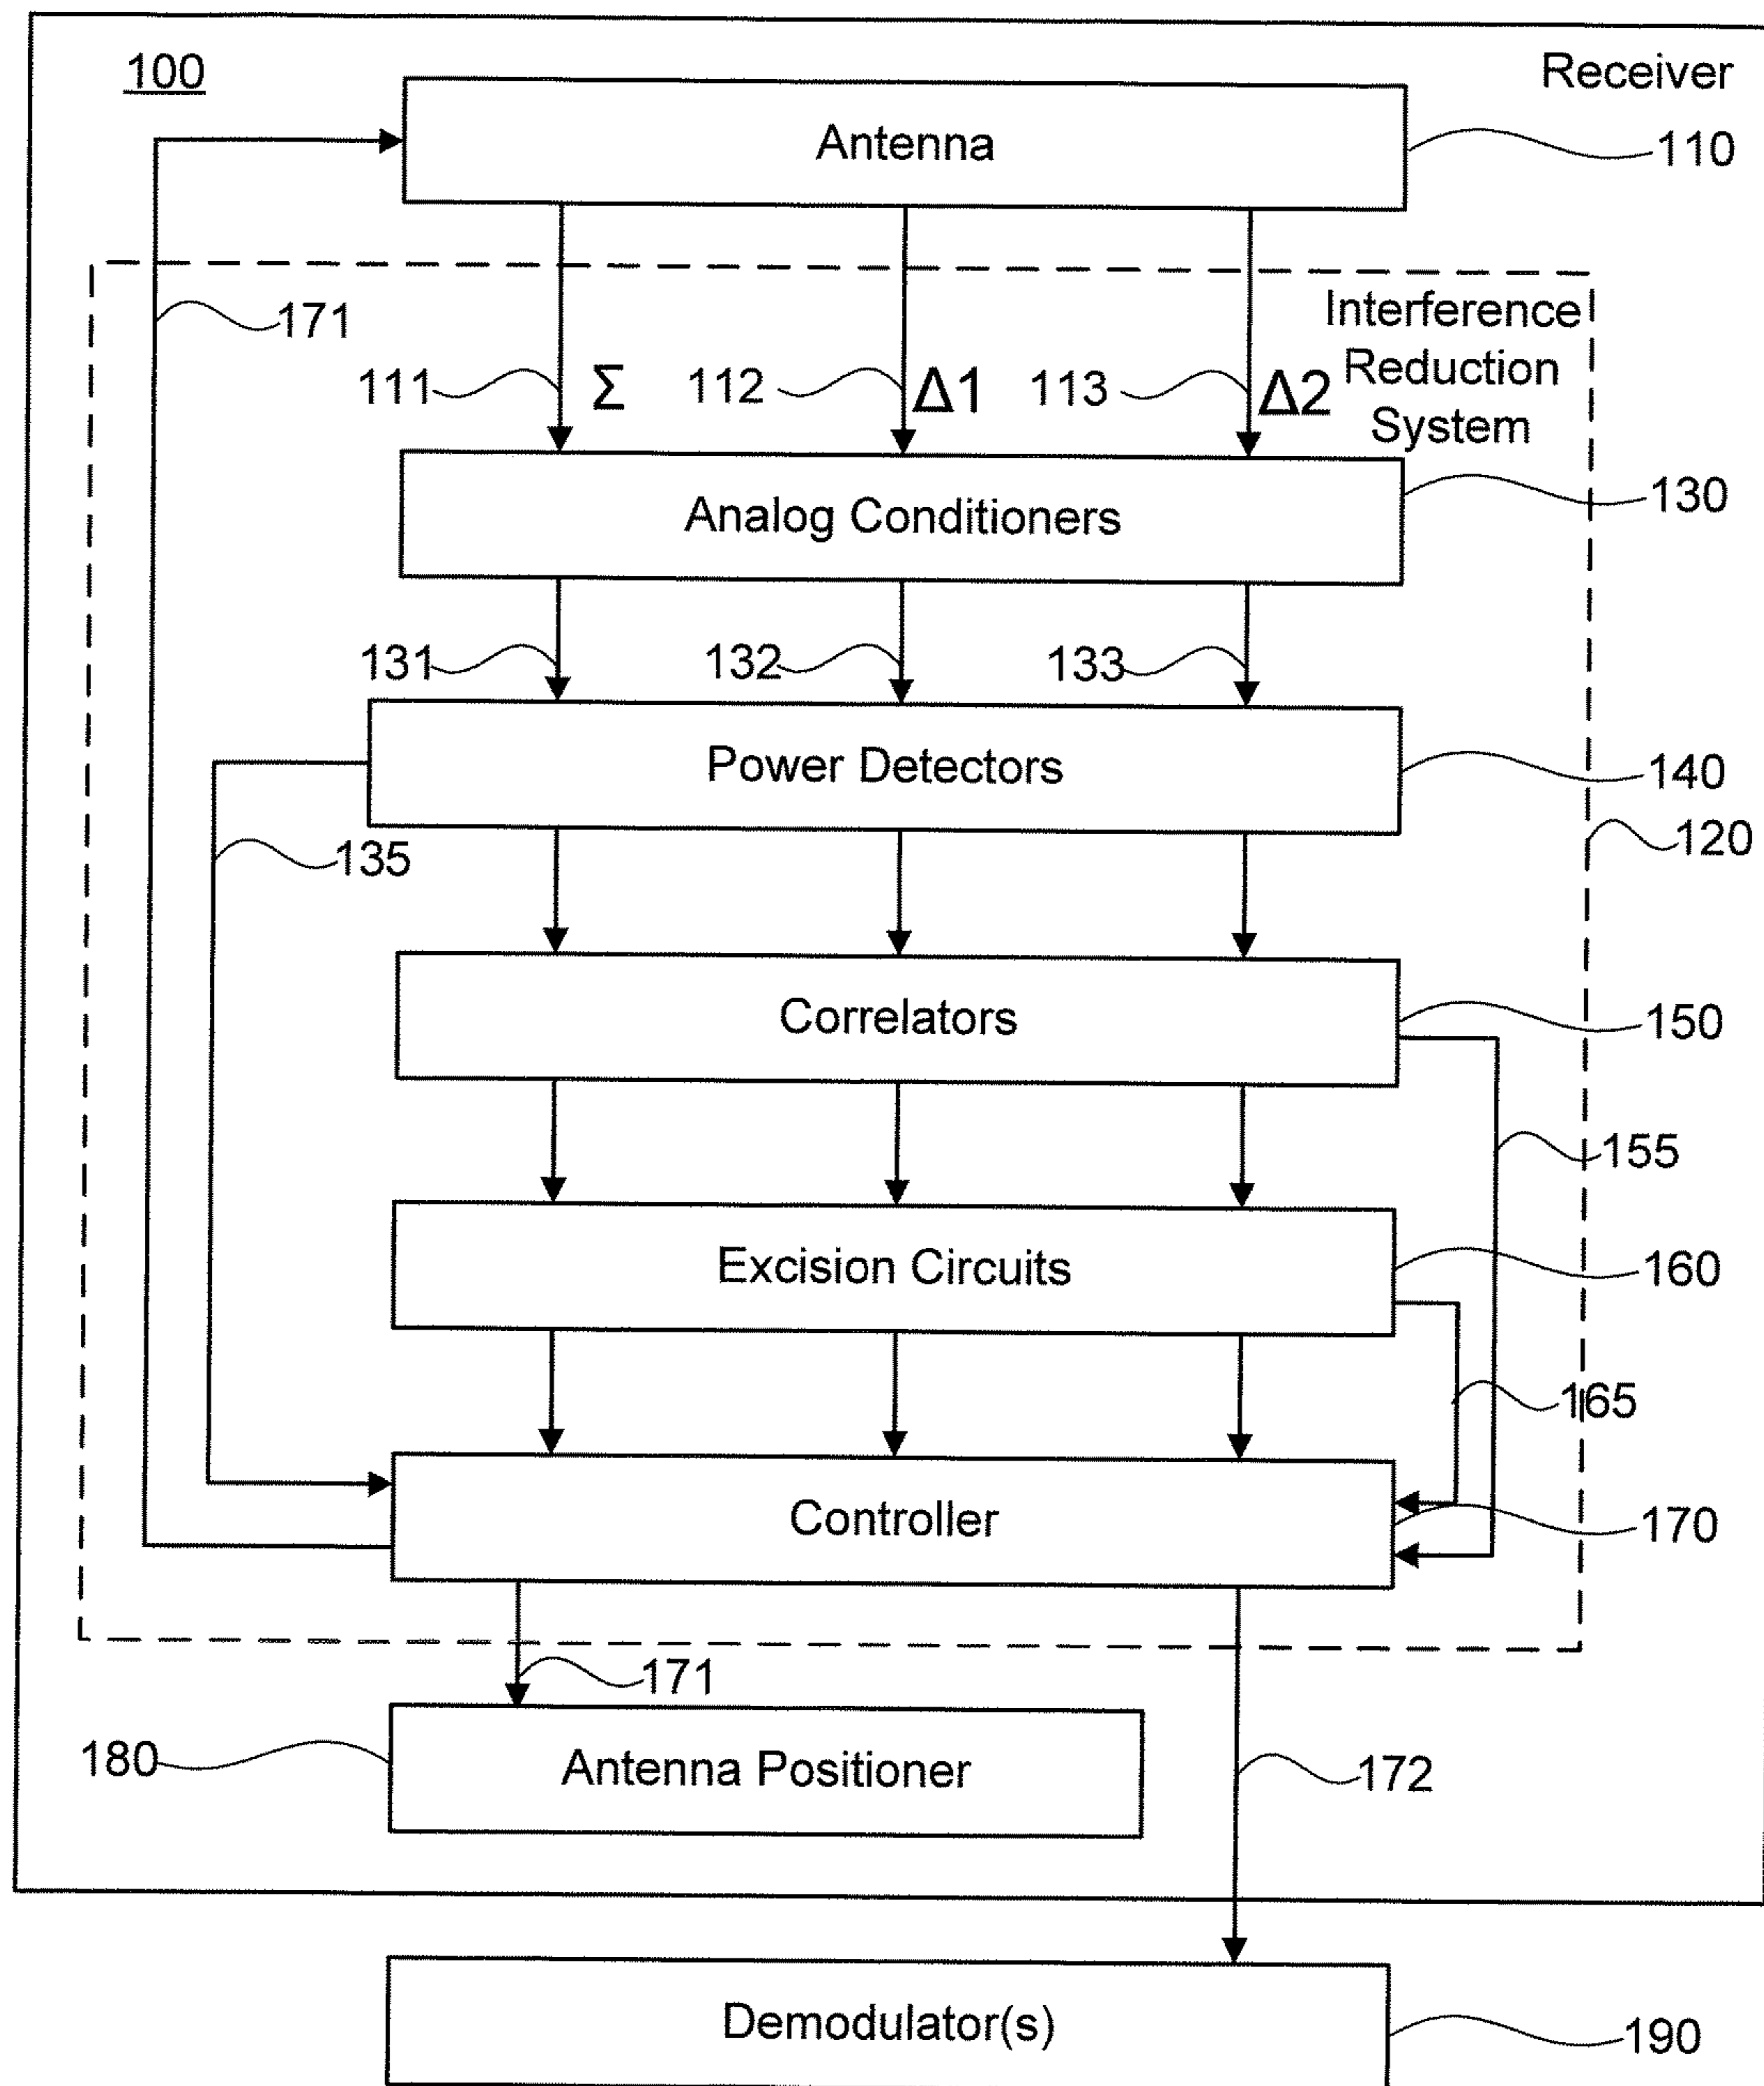 100
Receiver
Antenna
110
171
Interference
Reduction
System
111
Σ
112
Δ1
113
Δ2
Analog Conditioners
130
131
132
133
Power Detectors
140
135
120
Correlators
150
155
Excision Circuits
160
165
Controller
170
171
180
Antenna Positioner
172
Demodulator(s)
190